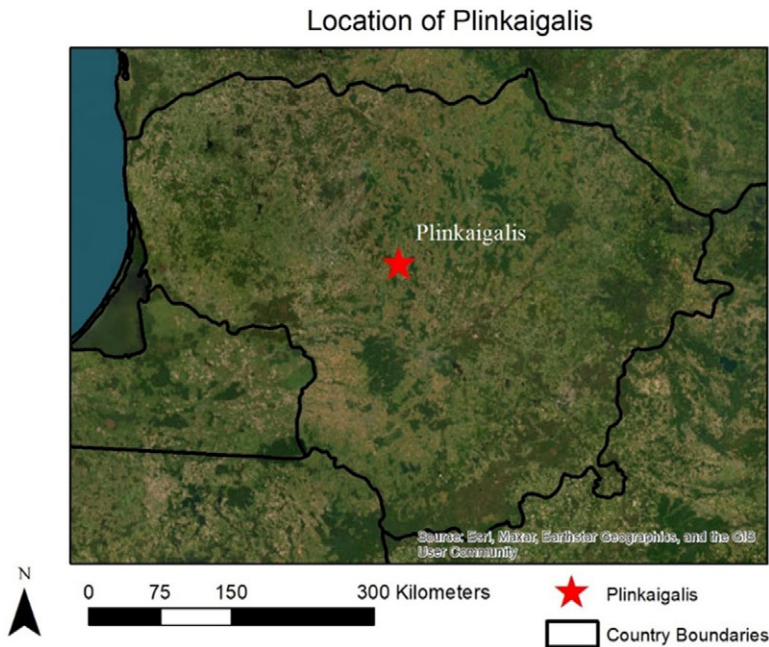 Location of Plinkaigalis
Plinkaigalis
Source: Esri, Maxar, Earthstar Geographics, and the GIS
User Community
N
0 75 150 300 Kilometers
Plinkaigalis
Country Boundaries